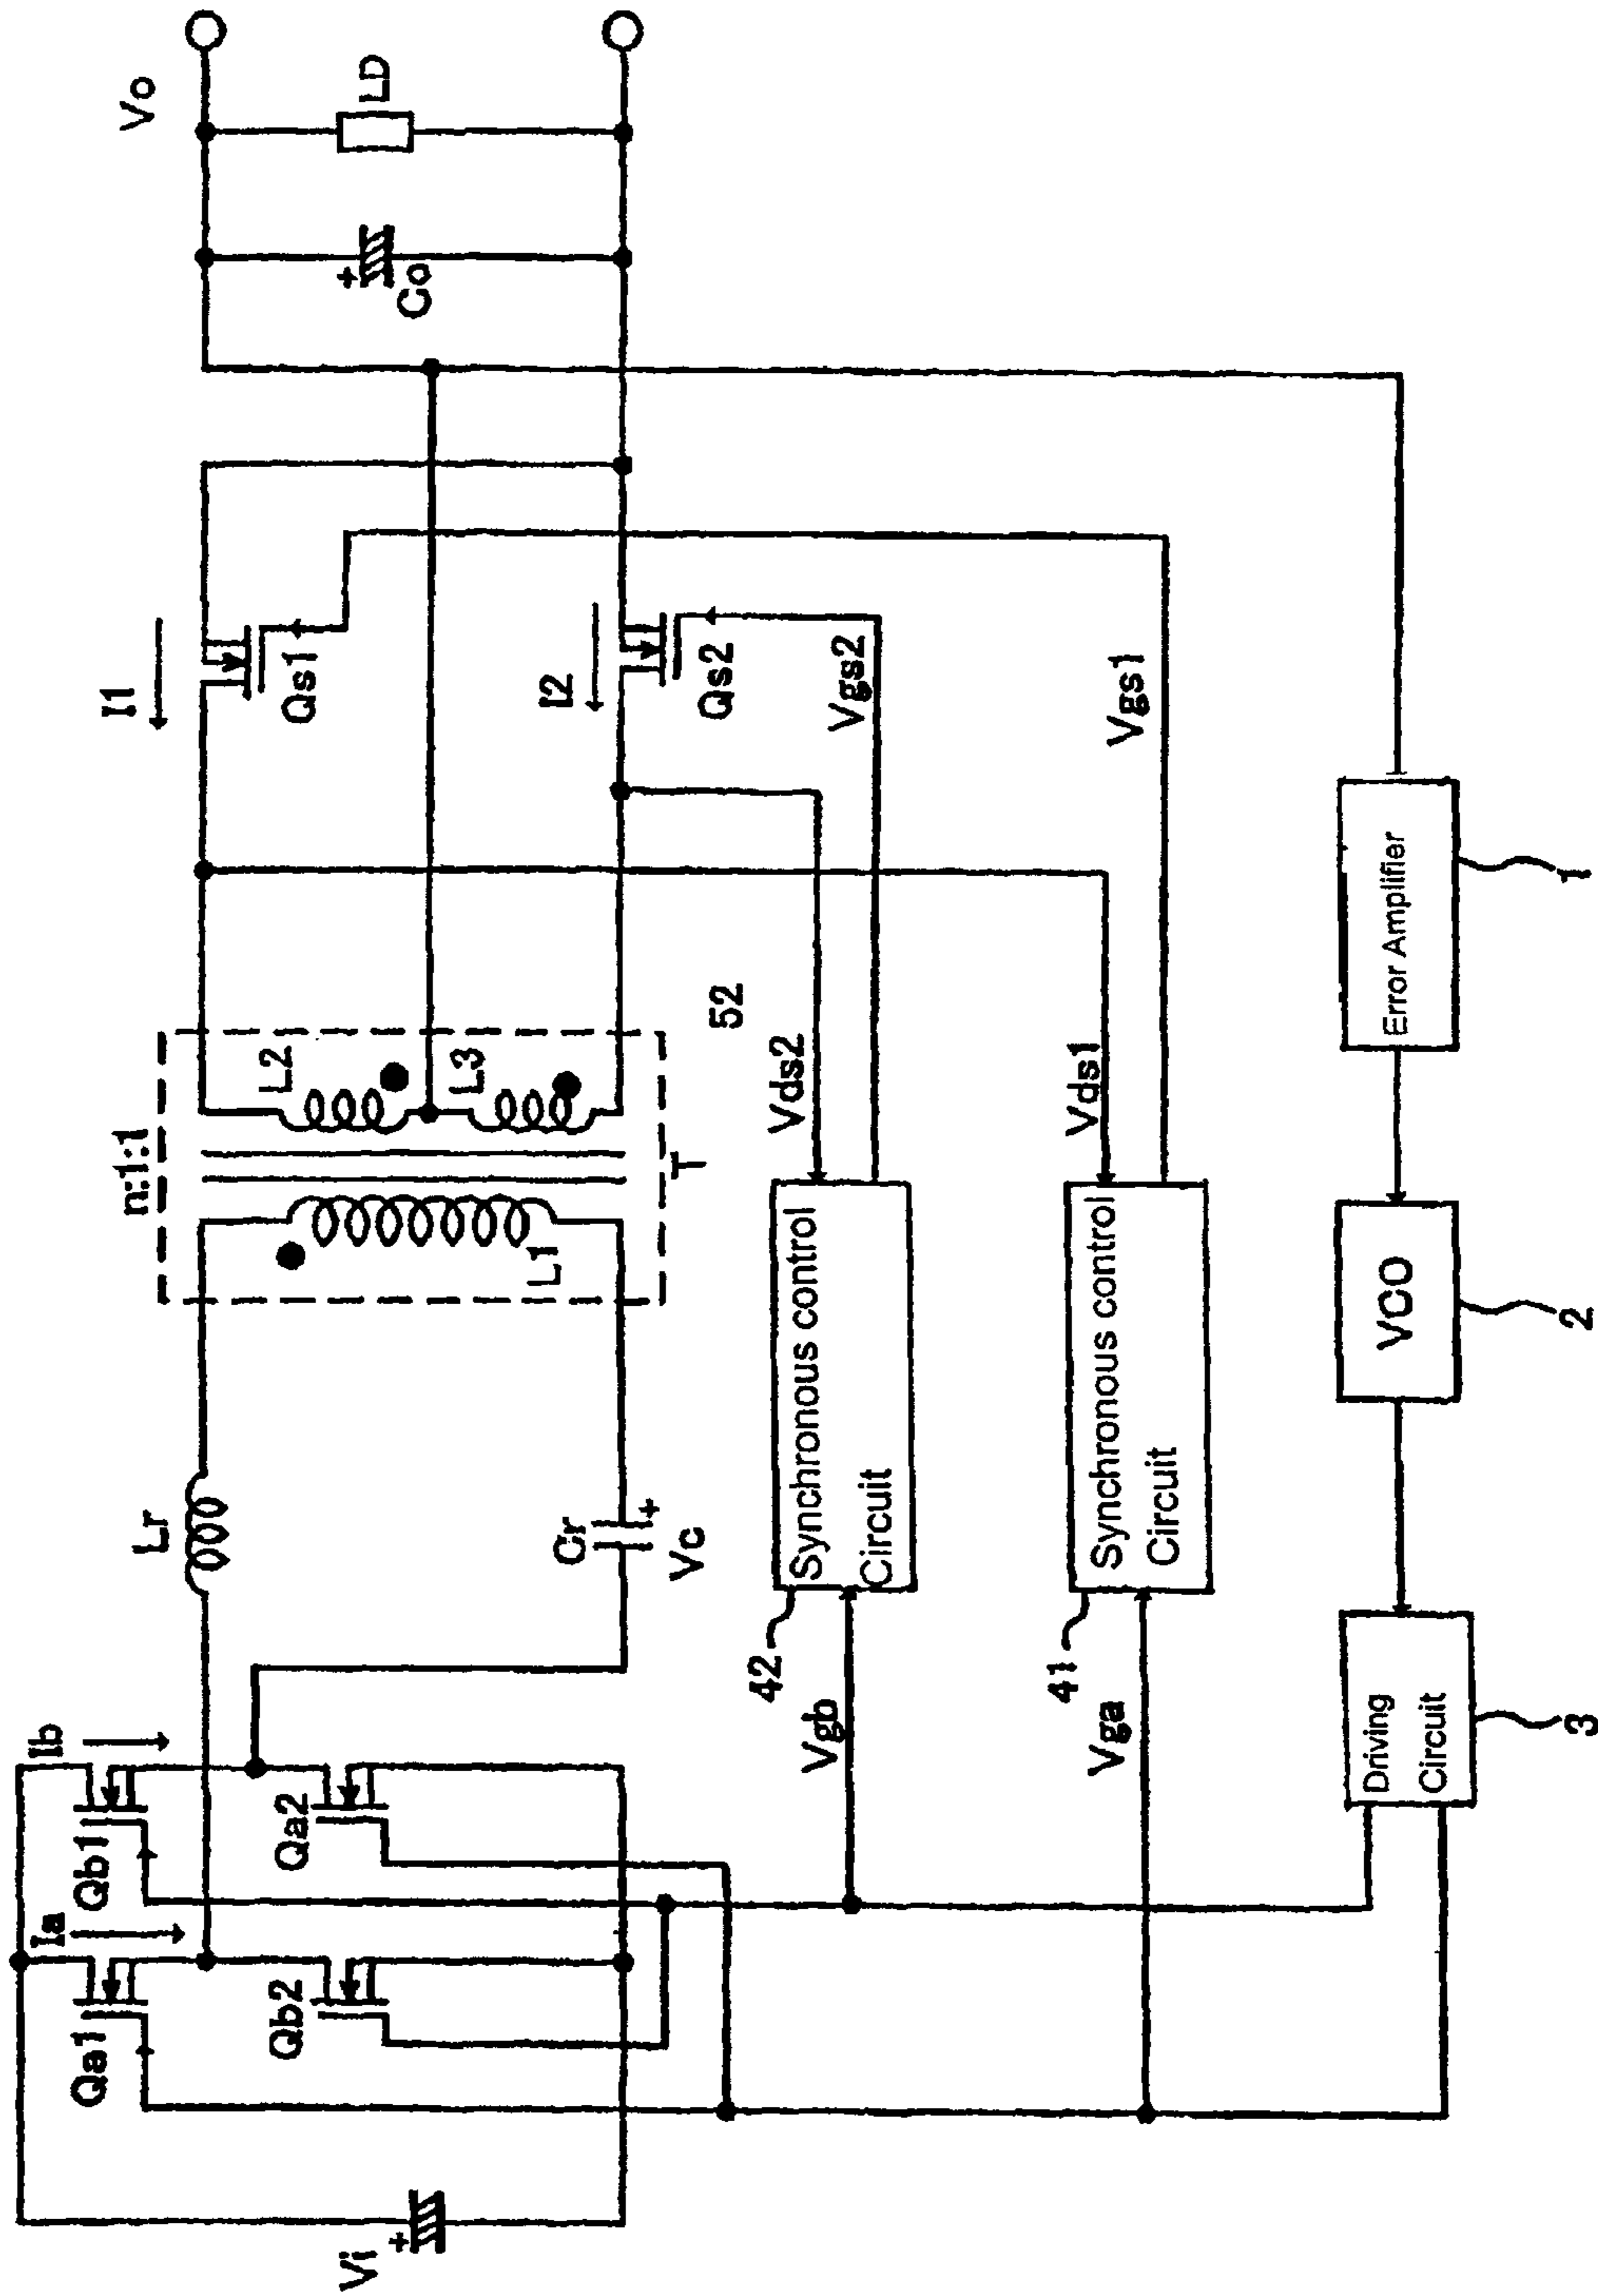 Vi
+
Qa1
Ia
Qb1
Ib
Qb2
Qa2
Lr
Cr
+
Vc
n:1:1
L1
L2
L3
T
I1
Qs1
I2
Qs2
Vo
+
Co
LD
52
Vds2
Vgs2
Vgb
42
Synchronous control
Circuit
Vds1
Vgs1
Vga
41
Synchronous control
Circuit
Driving
Circuit
3
VCO
2
Error Amplifier
1